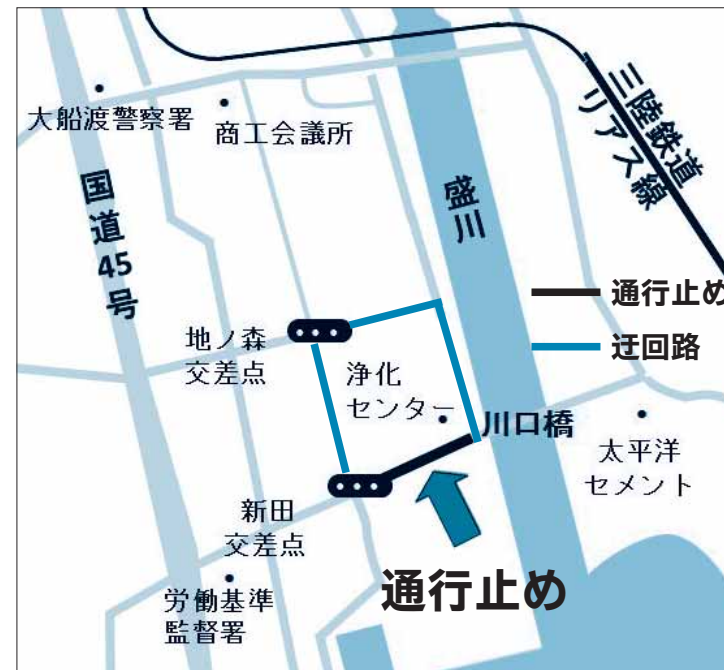 大船渡警察署
商工会議所
三陸鉄道
リアス線
国道45号
盛川
通行止め
迂回路
地ノ森
交差点
浄化
センター
川口橋
太平洋
セメント
新田
交差点
通行止め
労働基準
監督署